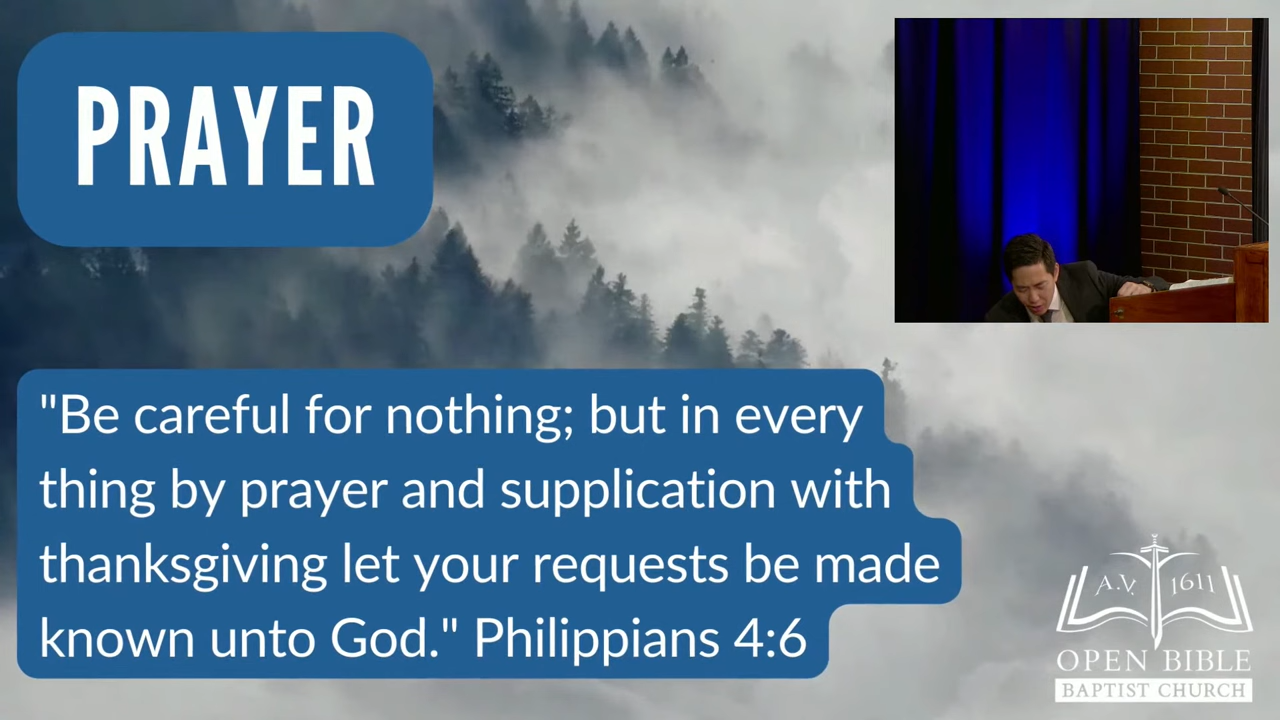 PRAYER
"Be careful for nothing; but in every
thing by prayer and supplication with
thanksgiving let your requests be made
known unto God." Philippians 4:6
A.V. 1611
OPEN BIBLE
BAPTIST CHURCH